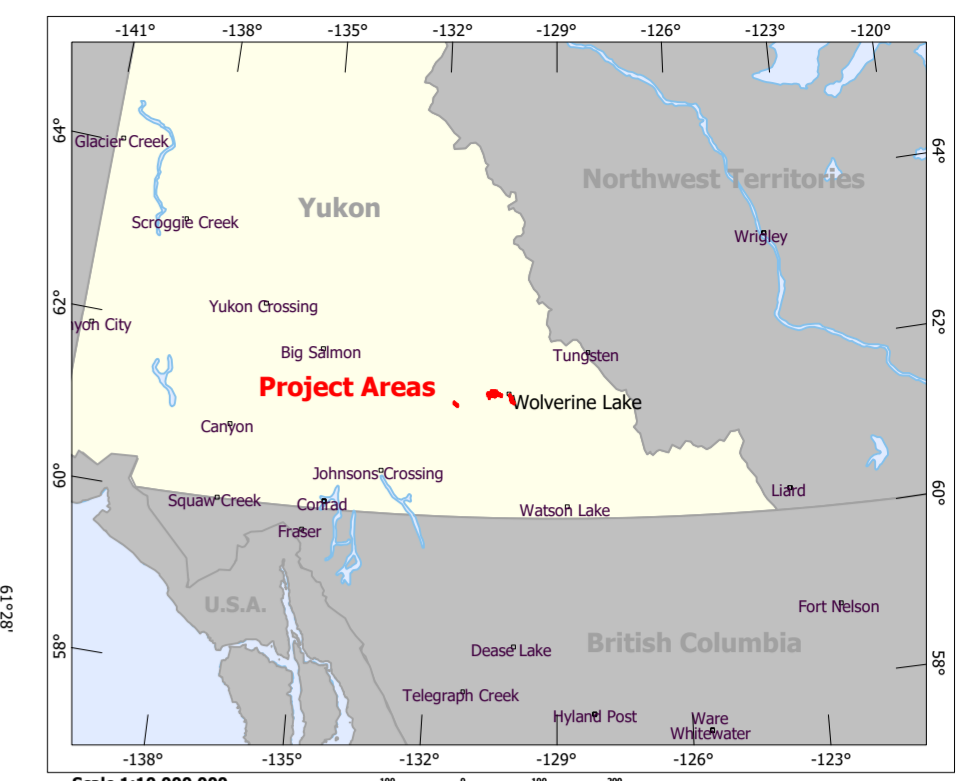 -141° -138° -135° -132° -129° -126° -123° -120°
64° 64°
Glacier Creek
Northwest Territories
Yukon
Scroggie Creek
Wrigley
62° 62°
Yukon Crossing
yon City
Big Salmon
Tungsten
Project Areas
Wolverine Lake
Canyon
60° 60°
Johnsons Crossing
Liard
Squaw Creek
Conrad
Watson Lake
Fraser
61°28'
U.S.A.
Fort Nelson
58° 58°
British Columbia
Dease Lake
Telegraph Creek
Hyland Post
Ware
Whitewater
-138° -135° -132° -129° -126° -123°